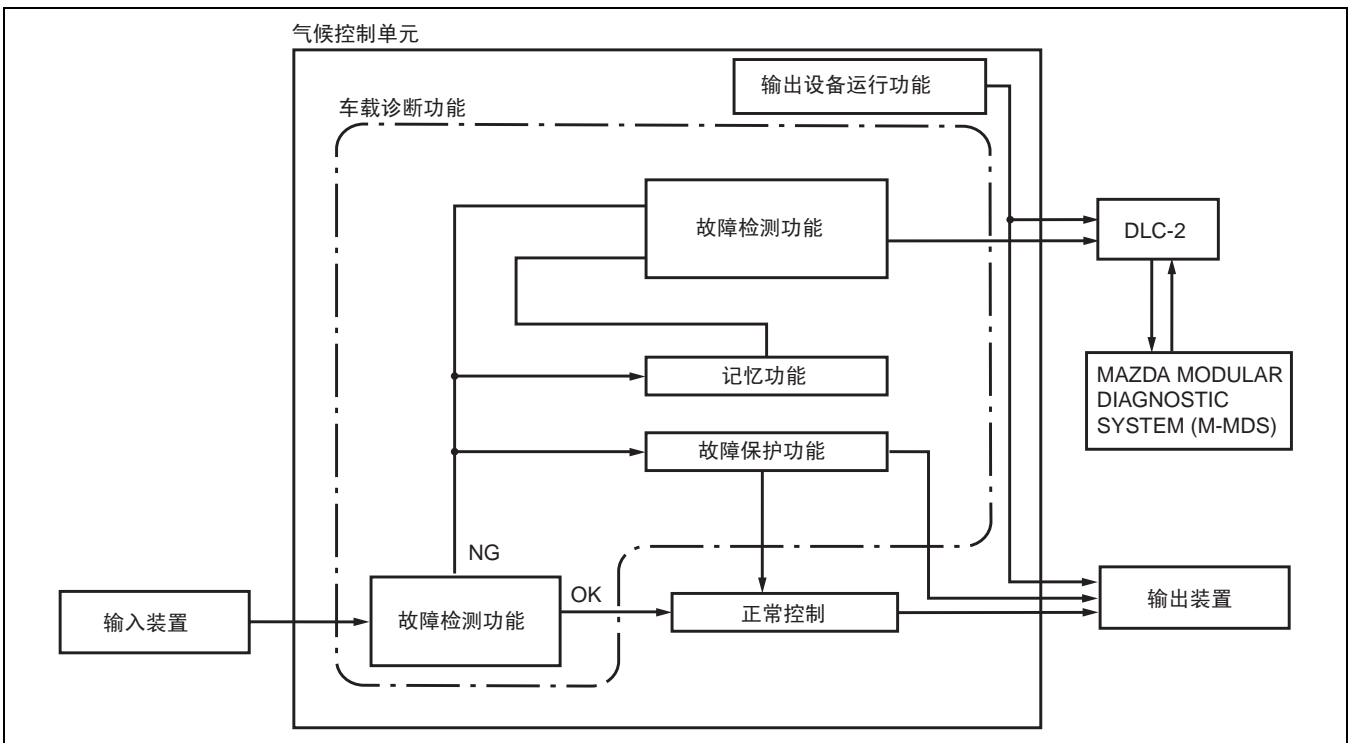 气候控制单元
输出设备运行功能
车载诊断功能
故障检测功能
DLC-2
记忆功能
MAZDA MODULAR
DIAGNOSTIC
SYSTEM (M-MDS)
故障保护功能
NG
OK
输入装置
故障检测功能
正常控制
输出装置